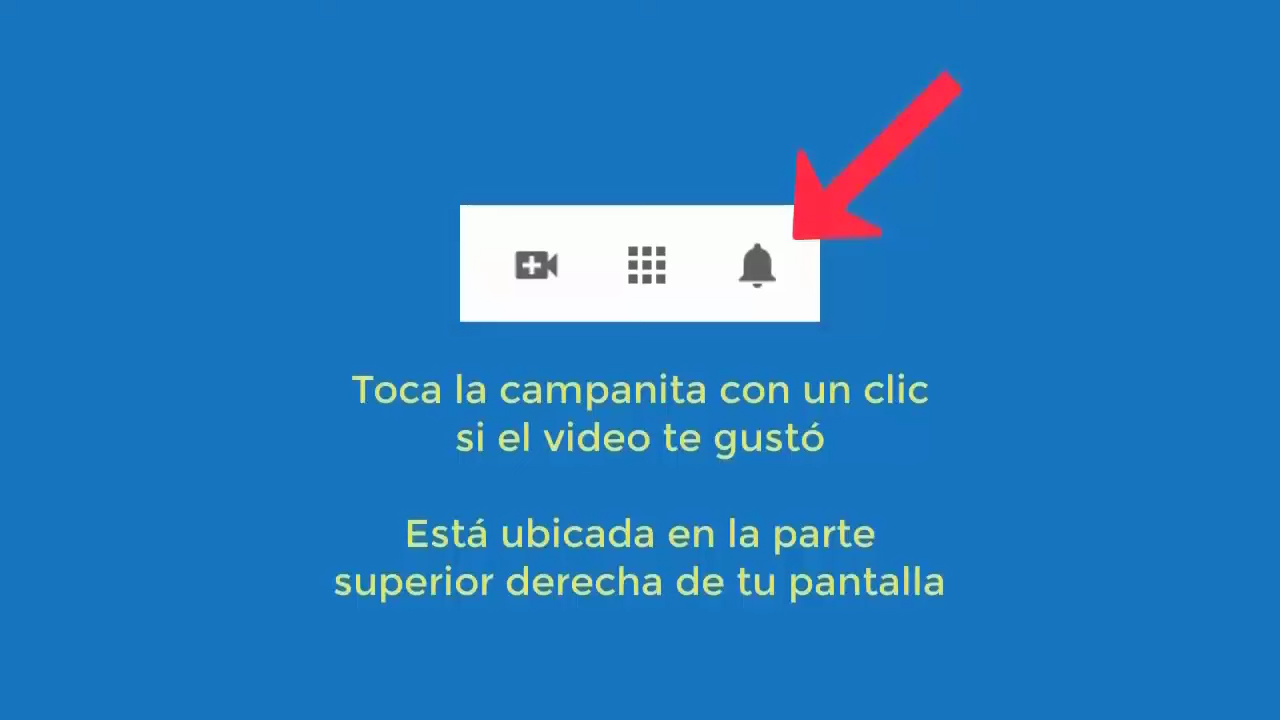 Toca la campanita con un clic
si el video te gustó
Está ubicada en la parte
superior derecha de tu pantalla